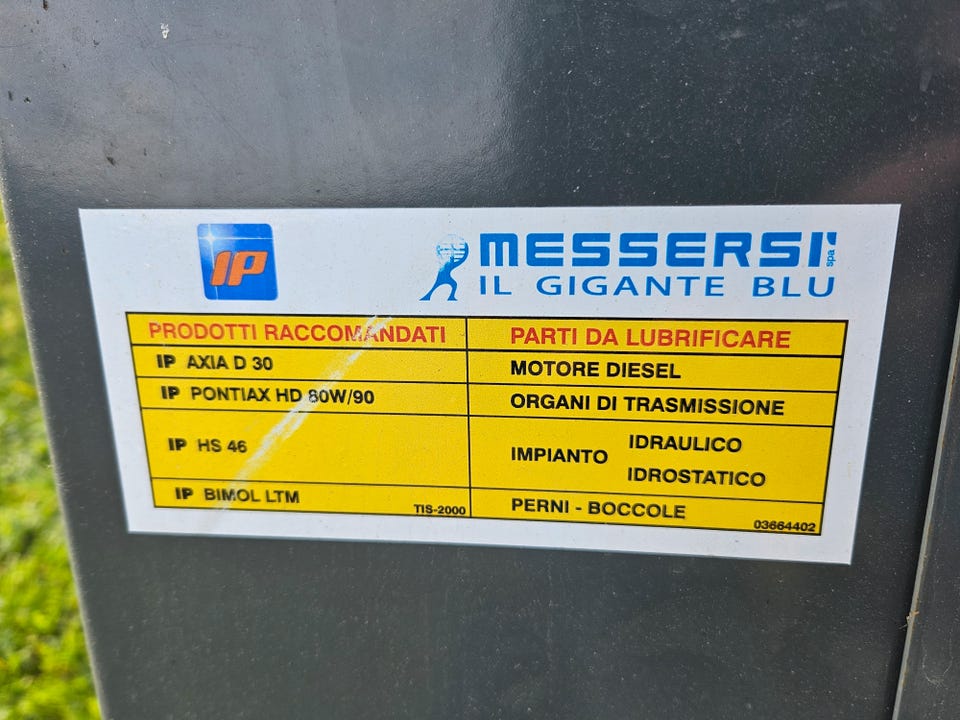 IP
MESSERSI' spa
IL GIGANTE BLU
PRODOTTI RACCOMANDATI PARTI DA LUBRIFICARE
IP AXIA D 30 MOTORE DIESEL
IP PONTIAX HD 80W/90 ORGANI DI TRASMISSIONE
IP HS 46 IMPIANTO IDRAULICO
IDROSTATICO
IP BIMOL LTM PERNI - BOCCOLE
TIS-2000 03664402